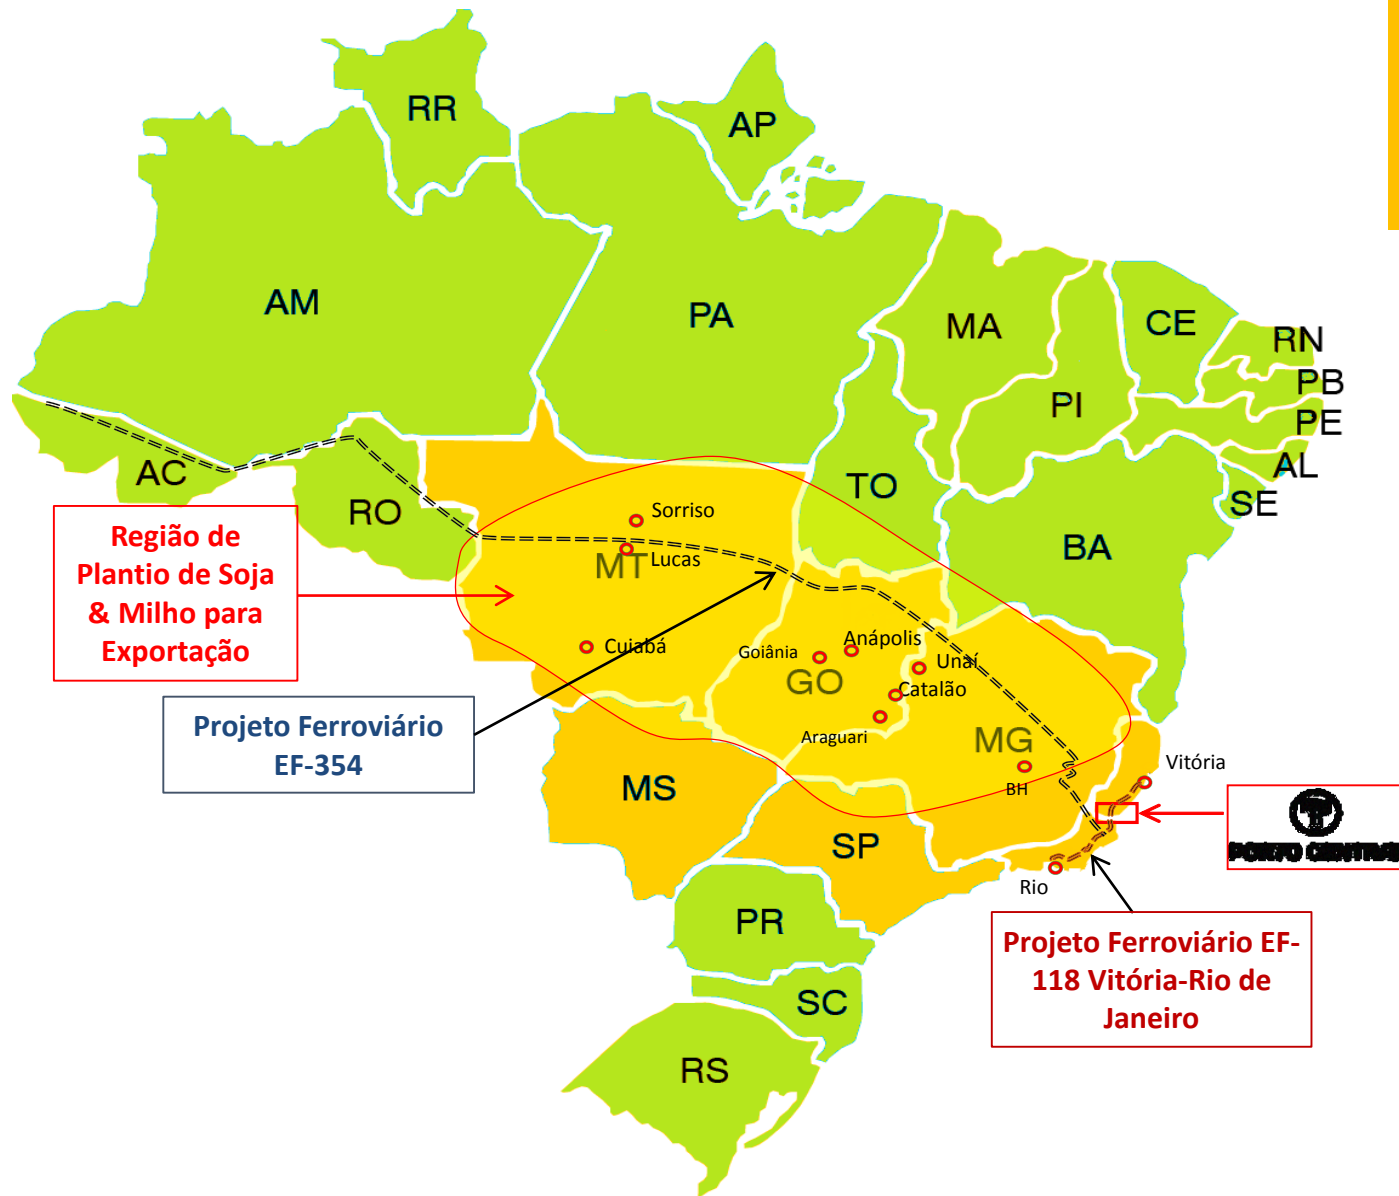 RR
AP
AM
PA
MA
CE
RN
PB
PE
PI
AL
SE
AC
RO
TO
BA
Sorriso
MT
Lucas
Região de
Plantio de Soja
& Milho para
Exportação
Cuiabá
Goiânia
Anápolis
Unaí
GO
Catalão
Araguari
Projeto Ferroviário
EF-354
MG
BH
Vitória
MS
SP
PORTO CENTRAL
Rio
PR
Projeto Ferroviário EF-
118 Vitória-Rio de
Janeiro
SC
RS